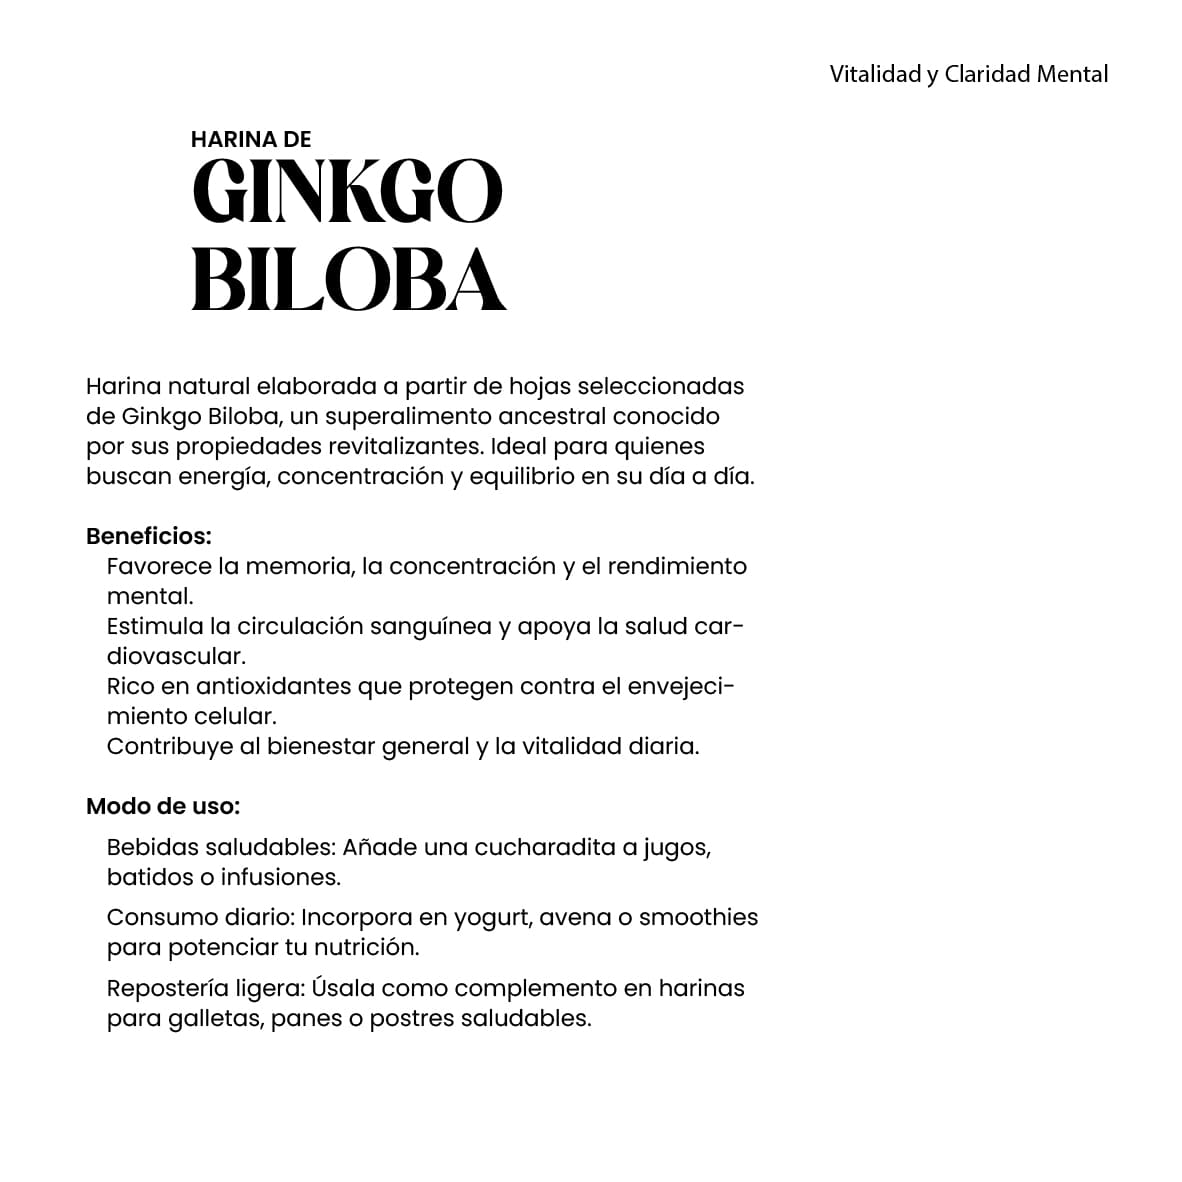 Vitalidad y Claridad Mental
HARINA DE
GINKGO
BILOBA
Harina natural elaborada a partir de hojas seleccionadas
de Ginkgo Biloba, un superalimento ancestral conocido
por sus propiedades revitalizantes. Ideal para quienes
buscan energía, concentración y equilibrio en su día a día.
Beneficios:
Favorece la memoria, la concentración y el rendimiento
mental.
Estimula la circulación sanguínea y apoya la salud car-
diovascular.
Rico en antioxidantes que protegen contra el envejeci-
miento celular.
Contribuye al bienestar general y la vitalidad diaria.
Modo de uso:
Bebidas saludables: Añade una cucharadita a jugos,
batidos o infusiones.
Consumo diario: Incorpora en yogurt, avena o smoothies
para potenciar tu nutrición.
Repostería ligera: Úsala como complemento en harinas
para galletas, panes o postres saludables.